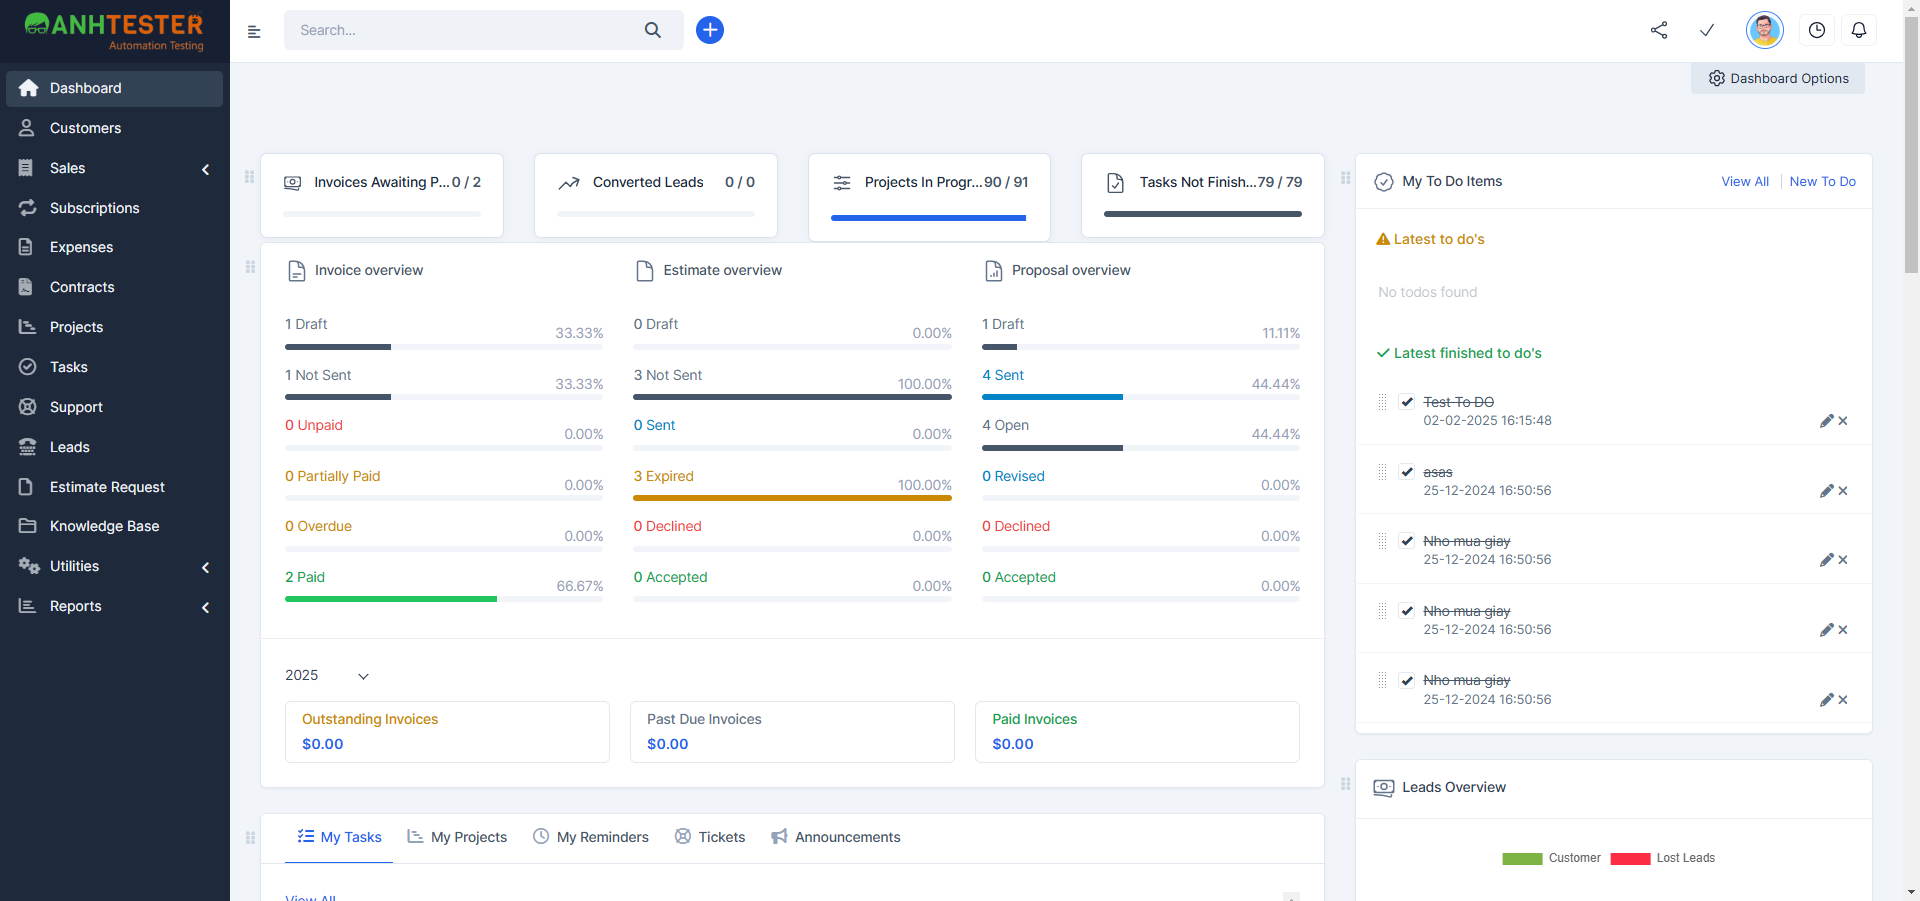 ANHTESTER
Automation Testing
Search...
Dashboard Options
Dashboard
Customers
Sales
Subscriptions
Expenses
Contracts
Projects
Tasks
Support
Leads
Estimate Request
Knowledge Base
Utilities
Reports
Invoices Awaiting P... 0 / 2
Converted Leads 0 / 0
Projects In Progr... 90 / 91
Tasks Not Finish... 79 / 79
Invoice overview
1 Draft 33.33%
1 Not Sent 33.33%
0 Unpaid 0.00%
0 Partially Paid 0.00%
0 Overdue 0.00%
2 Paid 66.67%
Estimate overview
0 Draft 0.00%
3 Not Sent 100.00%
0 Sent 0.00%
3 Expired 100.00%
0 Declined 0.00%
0 Accepted 0.00%
Proposal overview
1 Draft 11.11%
4 Sent 44.44%
4 Open 44.44%
0 Revised 0.00%
0 Declined 0.00%
0 Accepted 0.00%
2025
Outstanding Invoices
$0.00
Past Due Invoices
$0.00
Paid Invoices
$0.00
My Tasks My Projects My Reminders Tickets Announcements
View All
My To Do Items View All New To Do
Latest to do's
No todos found
Latest finished to do's
Test To DO
02-02-2025 16:15:48
asas
25-12-2024 16:50:56
Nho mua giay
25-12-2024 16:50:56
Nho mua giay
25-12-2024 16:50:56
Nho mua giay
25-12-2024 16:50:56
Leads Overview
Customer Lost Leads